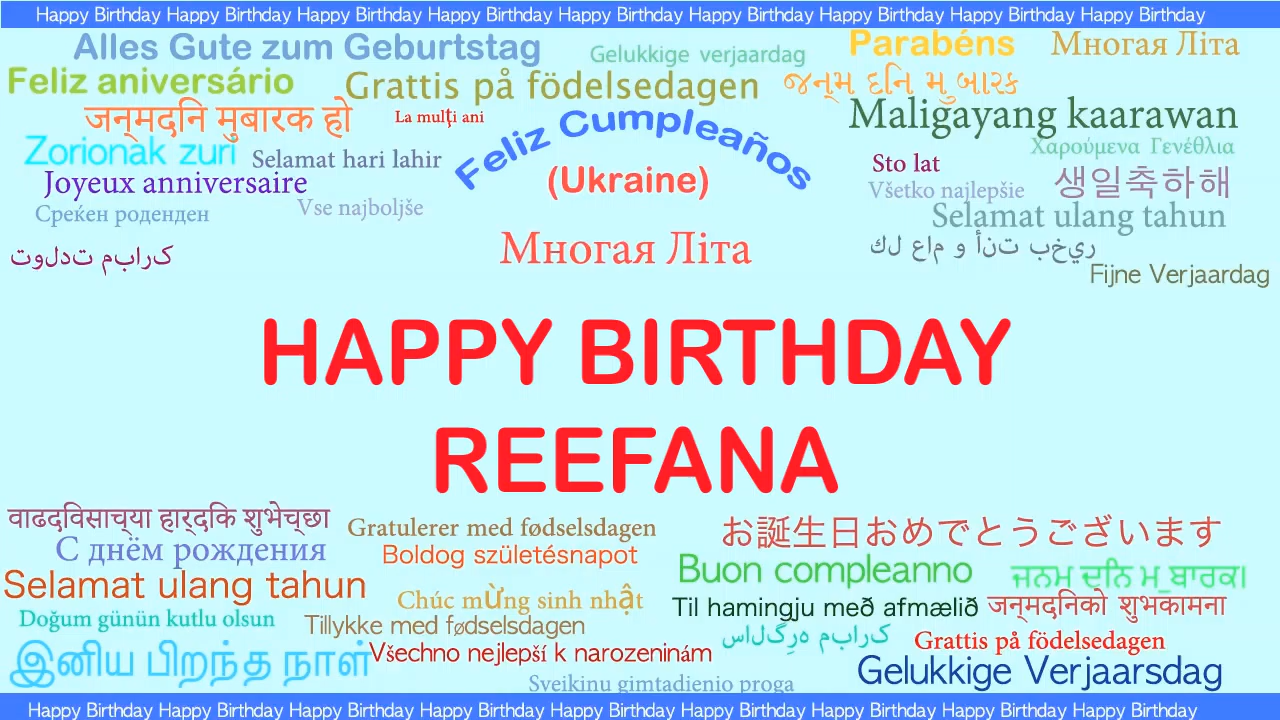 Happy Birthday Happy Birthday Happy Birthday Happy Birthday Happy Birthday Happy Birthday Happy Birthday Happy Birthday Happy Birthday
Alles Gute zum Geburtstag
Gelukkige verjaardag
Parabéns
Многая Літа
Feliz aniversário
Grattis på födelsedagen
જન્મ દિન મુબારક
Maligayang kaarawan
जन्मदिन मुबारक हो
La mulţi ani
Feliz Cumpleaños
Χαρούμενα Γενέθλια
Zorionak zuri
Selamat hari lahir
Sto lat
(Ukraine)
Joyeux anniversaire
Všetko najlepšie
생일축하해
Среќен роденден
Vse najboljše
Selamat ulang tahun
Многая Літа
تولدت مبارک
كل عام و أنت بخير
Fijne Verjaardag
HAPPY BIRTHDAY
REEFANA
वाढदिवसाच्या हार्दिक शुभेच्छा
Gratulerer med fødselsdagen
お誕生日おめでとうございます
С днём рождения
Boldog születésnapot
Buon compleanno
ਜਨਮ ਦਿਨ ਮੁਬਾਰਕ।
Selamat ulang tahun
Chúc mừng sinh nhật
Til hamingju með afmælið
जन्मदिनको शुभकामना
Doğum günün kutlu olsun
Tillykke med fødselsdagen
سالگرہ مبارک
Grattis på födelsedagen
இனிய பிறந்த நாள்
Všechno nejlepší k narozeninám
Gelukkige Verjaarsdag
Sveikinu gimtadienio proga
Happy Birthday Happy Birthday Happy Birthday Happy Birthday Happy Birthday Happy Birthday Happy Birthday Happy Birthday Happy Birthday